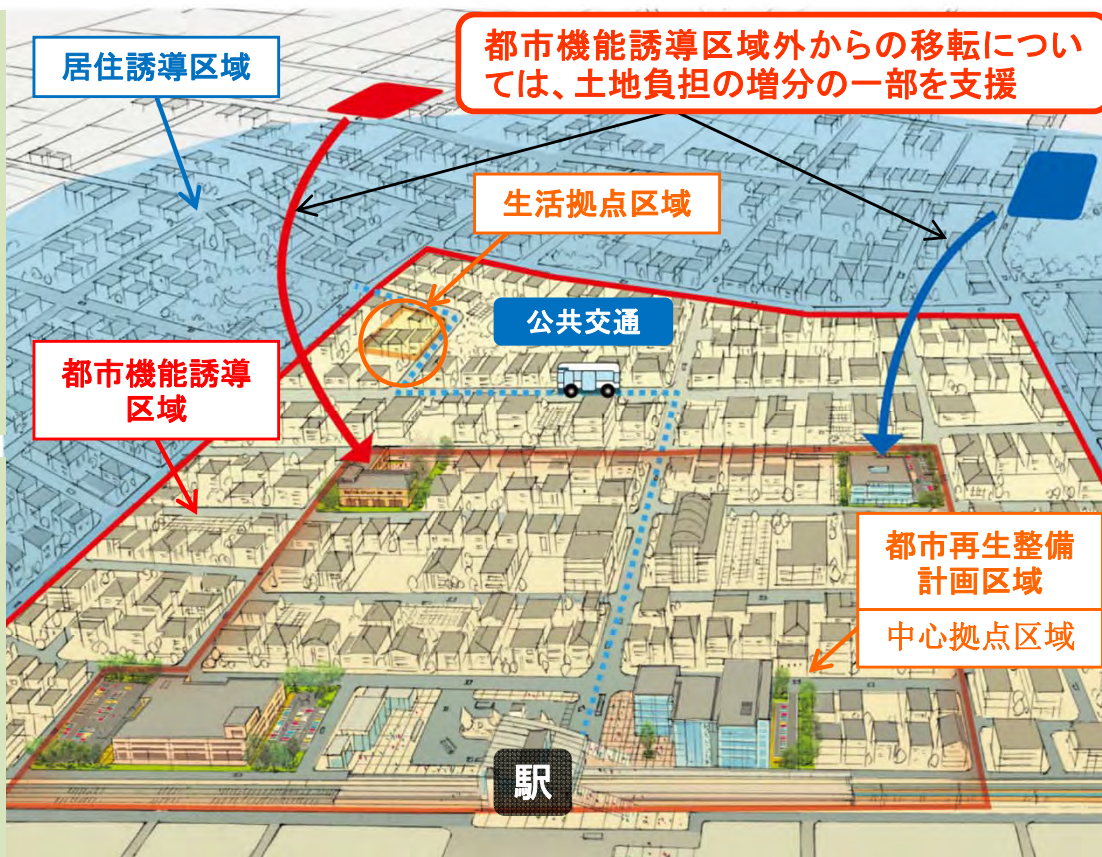 居住誘導区域
都市機能誘導区域外からの移転につい
ては、土地負担の増分の一部を支援
生活拠点区域
公共交通
都市機能誘導
区域
都市再生整備
計画区域
中心拠点区域
駅